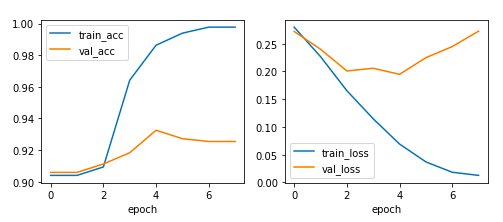 1.00
0.98
0.96
0.94
0.92
0.90
train_acc
val_acc
0 2 4 6
epoch
0.25
0.20
0.15
0.10
0.05
0.00
train_loss
val_loss
0 2 4 6
epoch